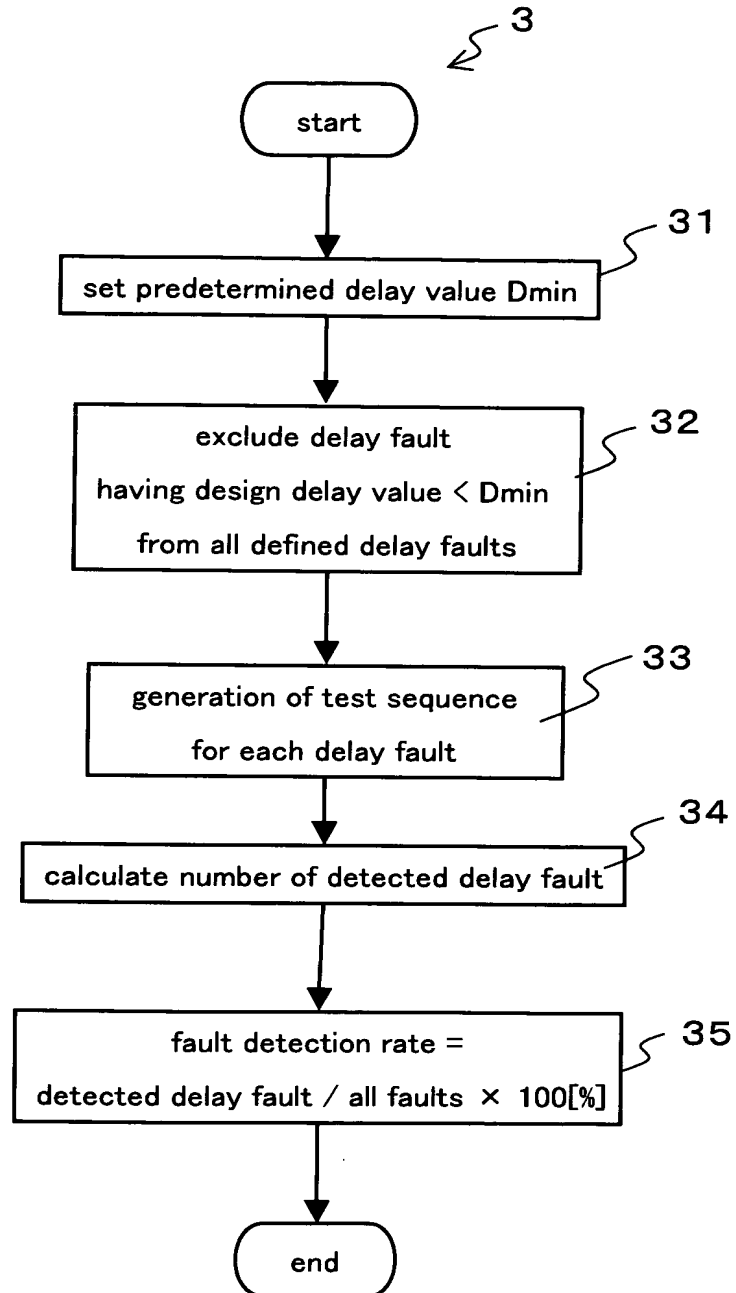 3
start
31
set predetermined delay value Dmin
32
exclude delay fault
having design delay value < Dmin
from all defined delay faults
33
generation of test sequence
for each delay fault
34
calculate number of detected delay fault
35
fault detection rate =
detected delay fault / all faults × 100[%]
end